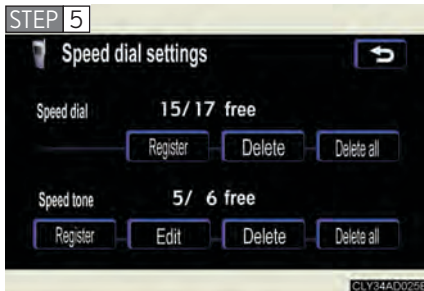 STEP 5
Speed dial settings
Speed dial 15/17 free
Register Delete Delete all
Speed tone 5/ 6 free
Register Edit Delete Delete all
CLY34AD025E